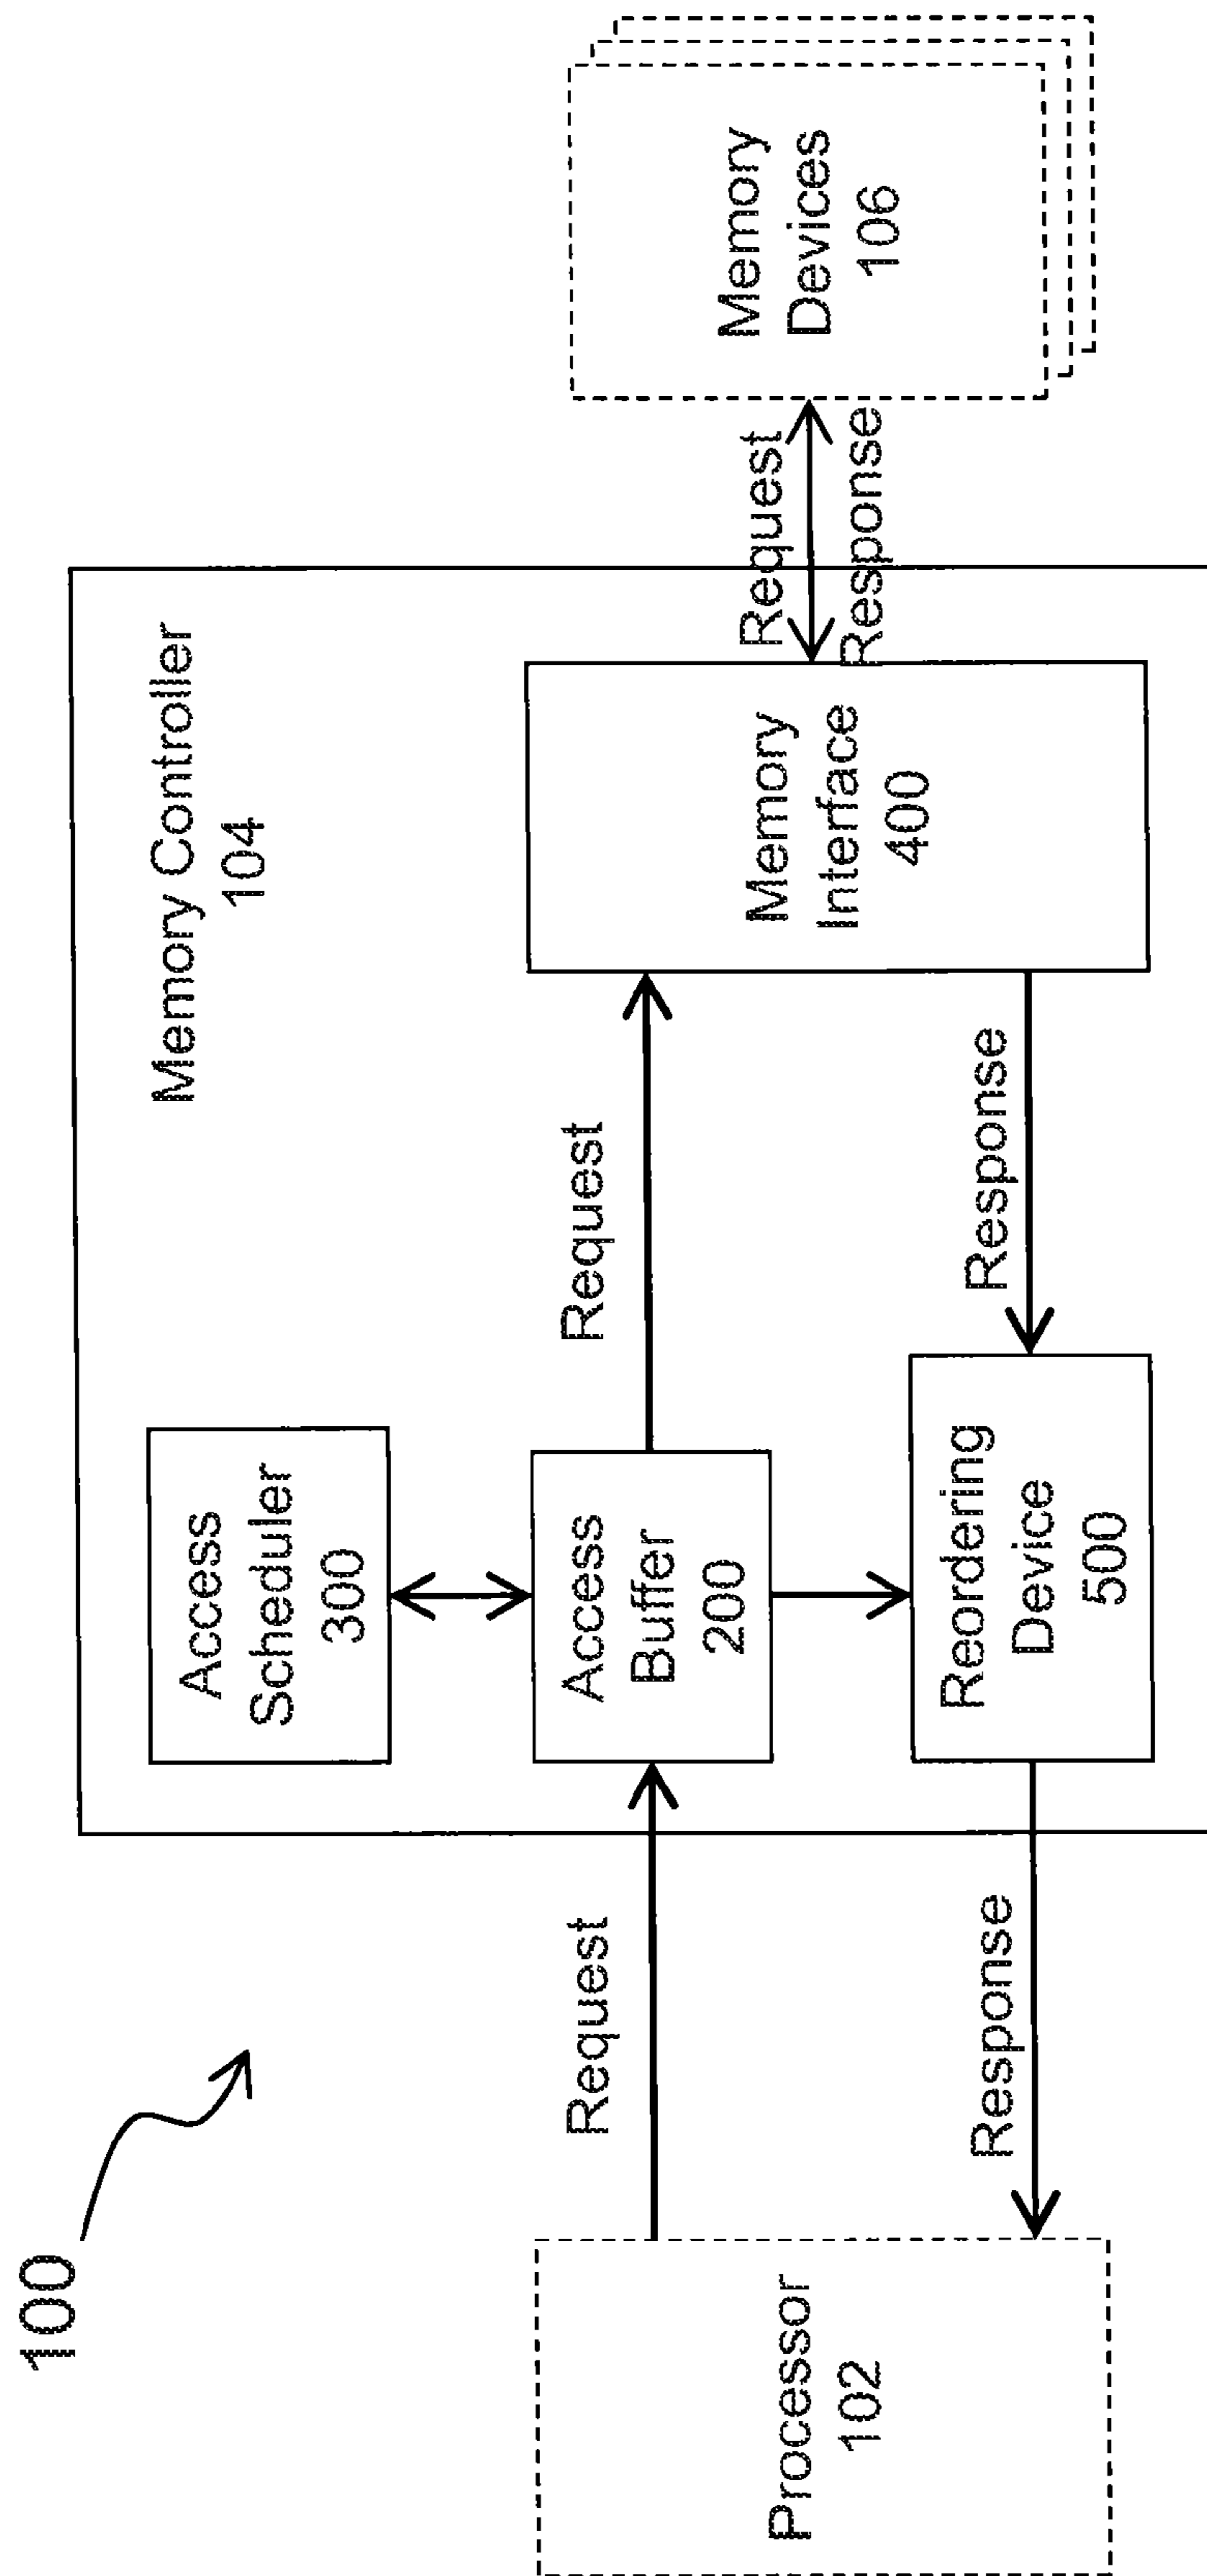 100
Memory Controller
104
Access
Scheduler
300
Request
Access
Buffer
200
Request
Memory
Interface
400
Request
Response
Memory
Devices
106
Processor
102
Response
Reordering
Device
500
Response